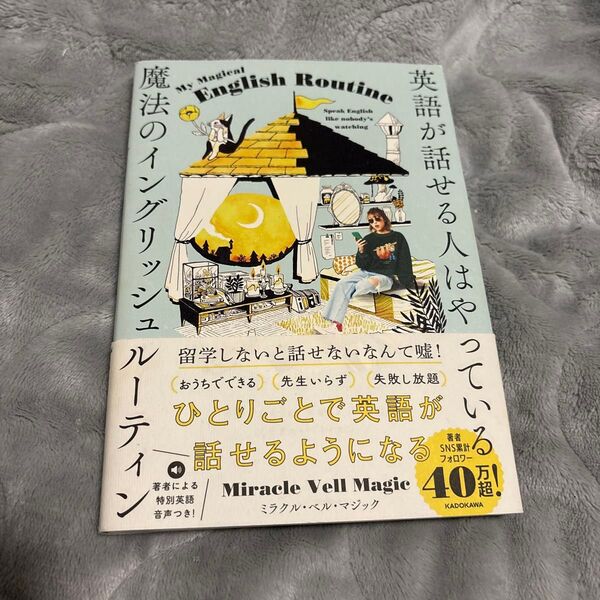 英語が話せる人はやっている
魔法のイングリッシュルーティン
My Magical
English Routine
Speak English
like nobody's
watching
留学しないと話せないなんて嘘！
おうちでできる
先生いらず
失敗し放題
ひとりごとで英語が
話せるようになる
著者による
特別英語
音声つき！
Miracle Vell Magic
ミラクル・ベル・マジック
著者
SNS累計
フォロワー
40万超！
KADOKAWA